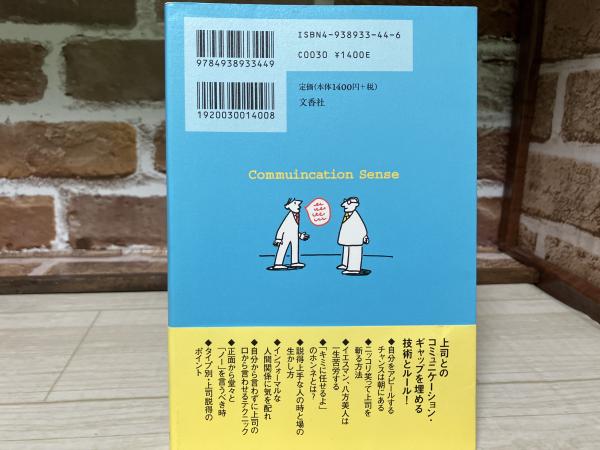 ISBN4-938933-44-6
C0030 ¥1400E
9784938933449
定価(本体1400円+税)
文香社
1920030014008
Commuincation Sense
上司との
コミュニケーション・
ギャップを埋める
技術とルール!
◆自分をアピールする
チャンスは朝にある
◆ニッコリ笑って上司を
斬る方法
◆イエスマン、八方美人は
一生苦労する
◆「キミに任せるよ」
のホンネとは?
◆説得上手な人の時と場の
生かし方
◆インフォーマルな
人間関係に気を配れ
◆自分から言わずに上司の
口から言わせるテクニック
◆正面から堂々と
「ノー」を言うべき時
◆タイプ別・上司説得の
ポイント